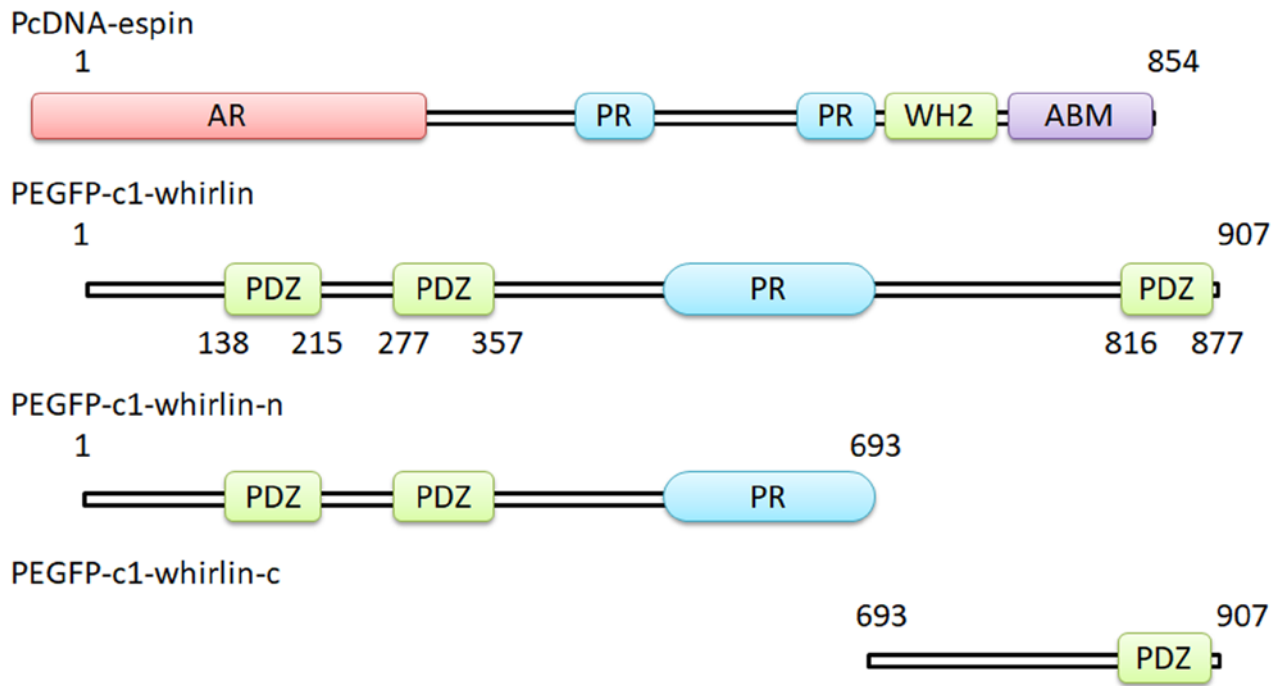 PcDNA-espin
1 854
AR PR PR WH2 ABM
PEGFP-c1-whirlin
1 907
PDZ PDZ PR PDZ
138 215 277 357 816 877
PEGFP-c1-whirlin-n
1 693
PDZ PDZ PR
PEGFP-c1-whirlin-c
693 907
PDZ